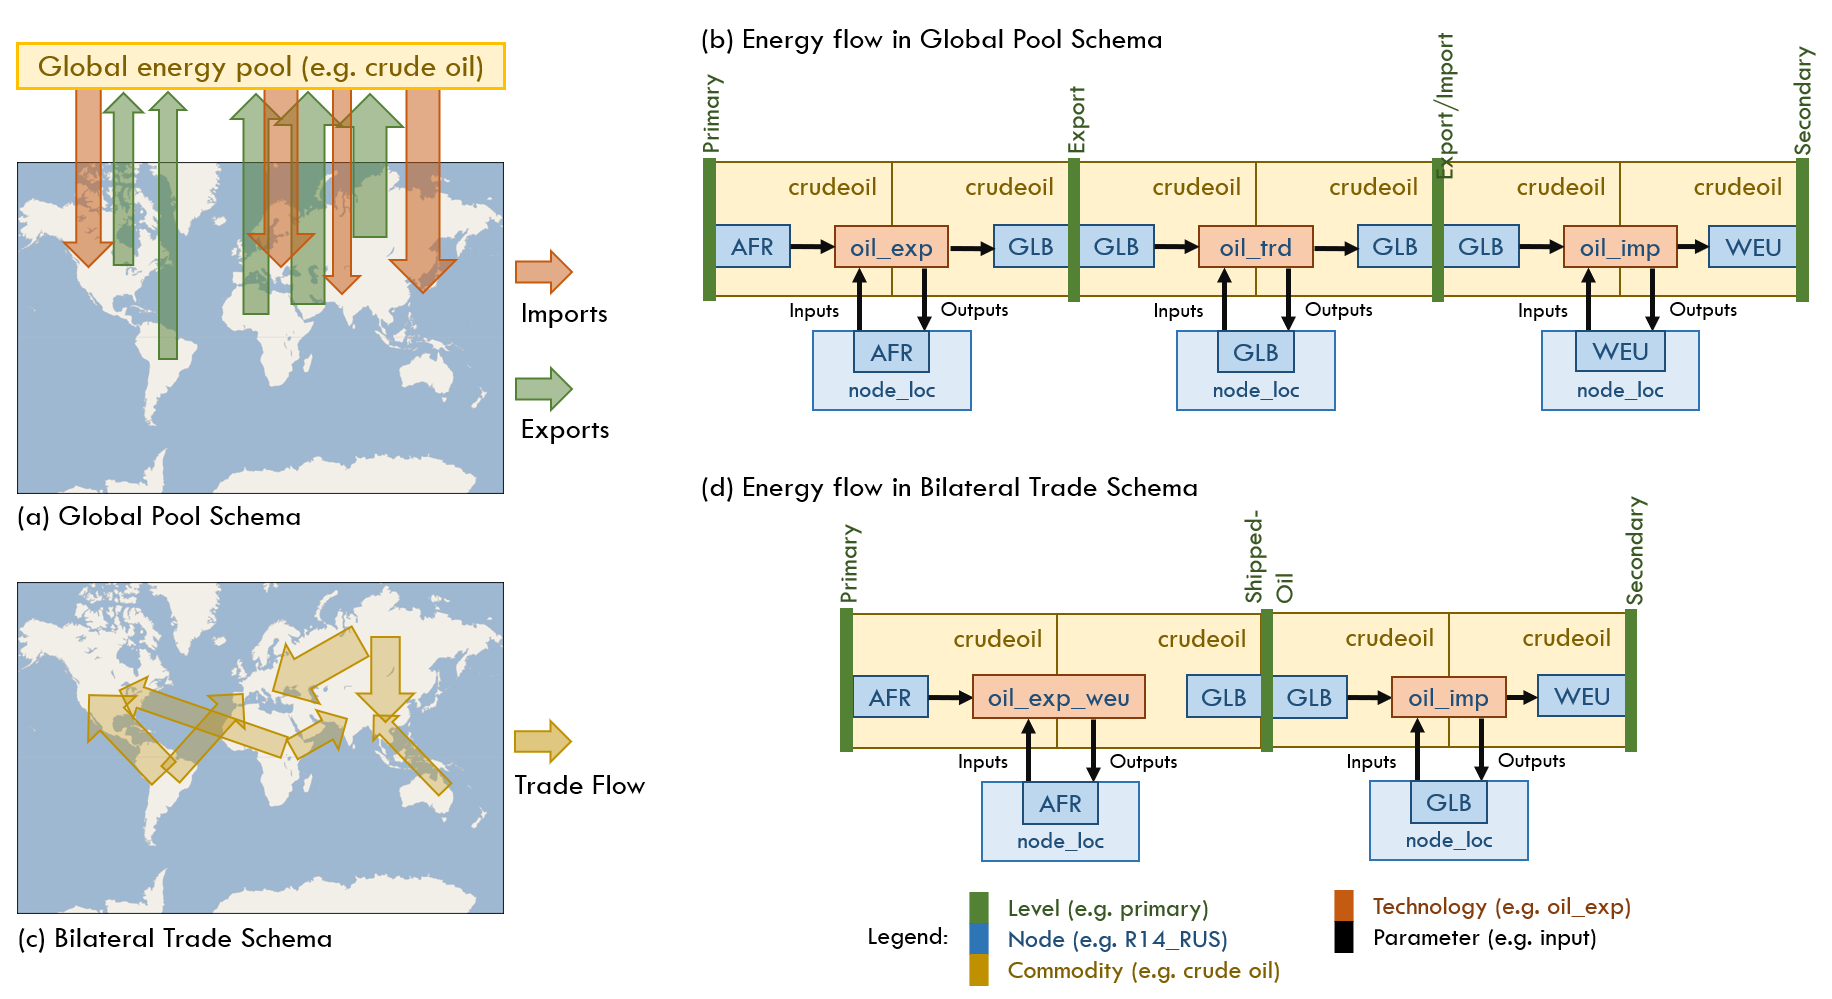 Global energy pool (e.g. crude oil)
Imports
Exports
(a) Global Pool Schema
(b) Energy flow in Global Pool Schema
Primary
Export
Export/Import
Secondary
crudeoil
crudeoil
crudeoil
crudeoil
crudeoil
crudeoil
AFR
oil_exp
GLB
GLB
oil_trd
GLB
GLB
oil_imp
WEU
Inputs
Outputs
Inputs
Outputs
Inputs
Outputs
AFR
node_loc
GLB
node_loc
WEU
node_loc
Trade Flow
(c) Bilateral Trade Schema
(d) Energy flow in Bilateral Trade Schema
Primary
Shipped-
Oil
Secondary
crudeoil
crudeoil
crudeoil
crudeoil
AFR
oil_exp_weu
GLB
GLB
oil_imp
WEU
Inputs
Outputs
Inputs
Outputs
AFR
node_loc
GLB
node_loc
Legend:
Level (e.g. primary)
Node (e.g. R14_RUS)
Commodity (e.g. crude oil)
Technology (e.g. oil_exp)
Parameter (e.g. input)